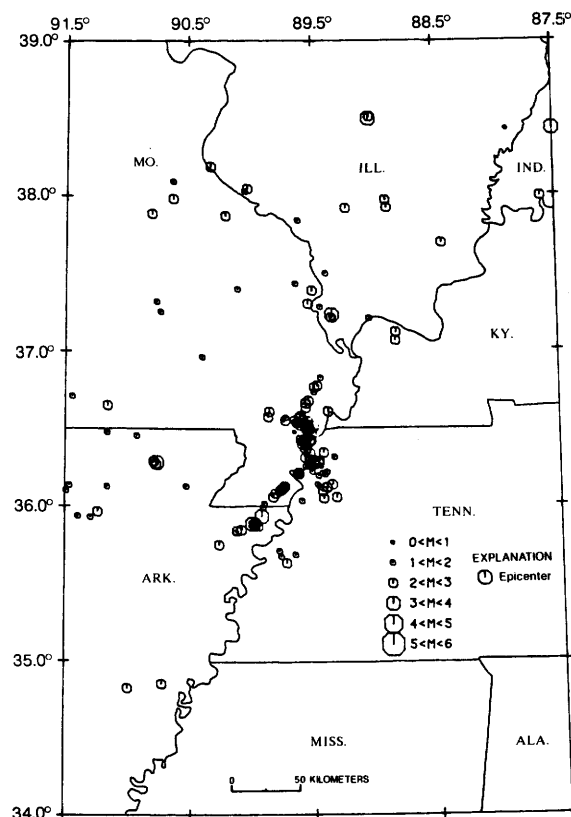 91.5° 90.5° 89.5° 88.5° 87.5°
39.0°
MO. ILL. IND.
38.0°
KY.
37.0°
36.0°
TENN.
0<M<1
1<M<2 EXPLANATION
2<M<3 Epicenter
3<M<4
4<M<5
5<M<6
ARK.
35.0°
MISS. ALA.
0 50 KILOMETERS
34.0°